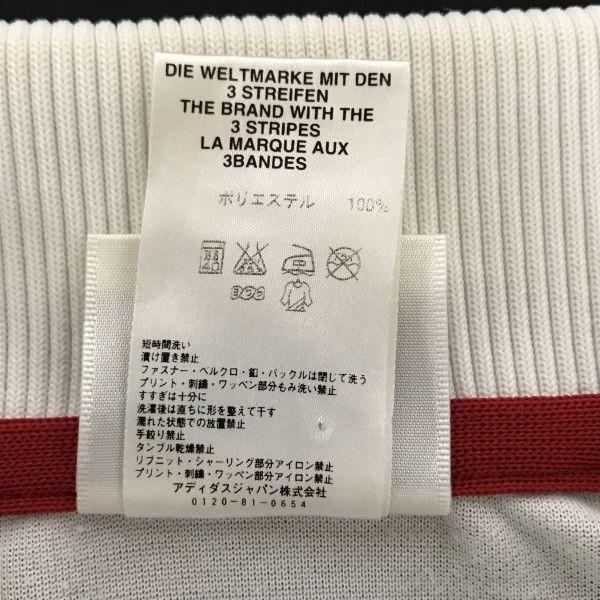 DIE WELTMARKE MIT DEN
3 STREIFEN
THE BRAND WITH THE
3 STRIPES
LA MARQUE AUX
3BANDES
ポリエステル 100%
短時間洗い
漬け置き禁止
ファスナー・ベルクロ・釦・バックルは閉じて洗う
プリント・刺繍・ワッペン部分もみ洗い禁止
すすぎは十分に
洗濯後は直ちに形を整えて干す
濡れた状態での放置禁止
手絞り禁止
タンブル乾燥禁止
リブニット・シャーリング部分アイロン禁止
プリント・刺繍・ワッペン部分アイロン禁止
アディダスジャパン株式会社
0120-81-0654